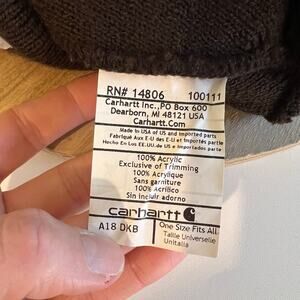 RN# 14806 100111
Carhartt Inc.,PO Box 600
Dearborn, MI 48121 USA
Carhartt.Com
Made in USA of US and imported parts
Fabriqué Aux E-U des E-U et importés parts
Hecho En Los EE.UU.de US e importados partes
100% Acrylic
Exclusive of Trimming
100% Acrylique
Sans garniture
100% Acrílico
Sin incluir adorno
carhartt
A18 DKB
One Size Fits All
Taille Universelle
Unitalla